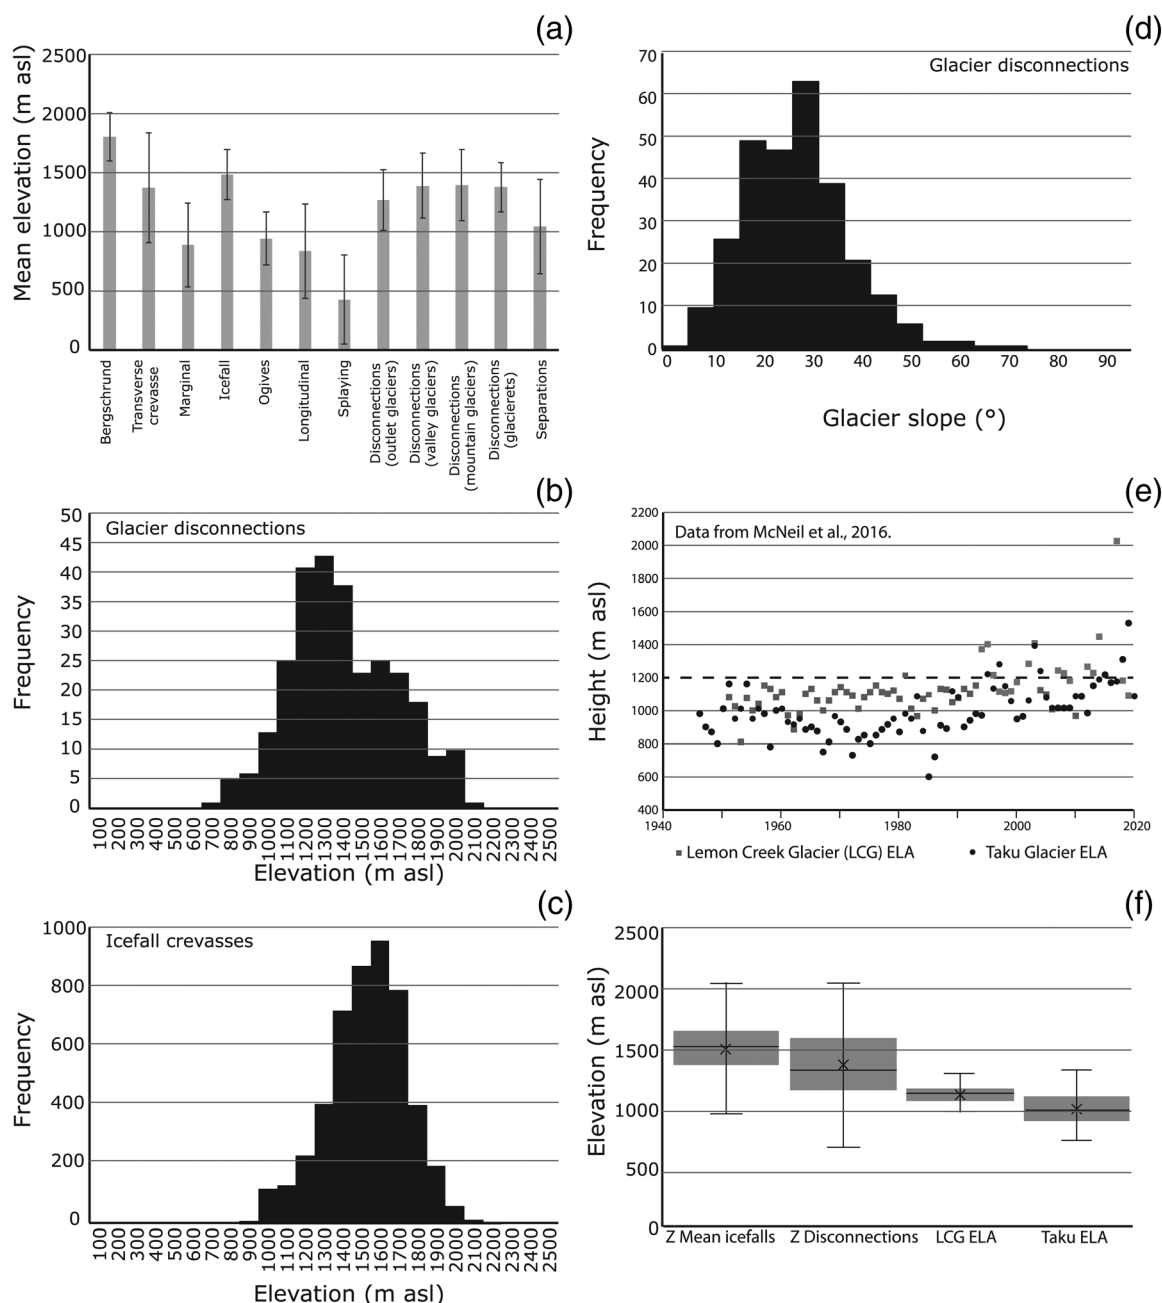 (a)
Mean elevation (m asl)
2500
2000
1500
1000
500
0
Bergschrund
Transverse
crevasse
Marginal
Icefall
Ogives
Longitudinal
Splaying
Disconnections
(outlet glaciers)
Disconnections
(valley glaciers)
Disconnections
(mountain glaciers)
Disconnections
(glacierets)
Separations
(d)
Glacier disconnections
Frequency
70
60
50
40
30
20
10
0
0 10 20 30 40 50 60 70 80 90
Glacier slope (°)
(b)
Glacier disconnections
Frequency
50
45
40
35
30
25
20
15
10
5
0
100 200 300 400 500 600 700 800 900 1000 1100 1200 1300 1400 1500 1600 1700 1800 1900 2000 2100 2200 2300 2400 2500
Elevation (m asl)
(e)
Data from McNeil et al., 2016.
Height (m asl)
2200
2000
1800
1600
1400
1200
1000
800
600
400
1940 1960 1980 2000 2020
Lemon Creek Glacier (LCG) ELA Taku Glacier ELA
(c)
Icefall crevasses
Frequency
1000
800
600
400
200
0
100 200 300 400 500 600 700 800 900 1000 1100 1200 1300 1400 1500 1600 1700 1800 1900 2000 2100 2200 2300 2400 2500
Elevation (m asl)
(f)
Elevation (m asl)
2500
2000
1500
1000
500
0
Z Mean icefalls Z Disconnections LCG ELA Taku ELA